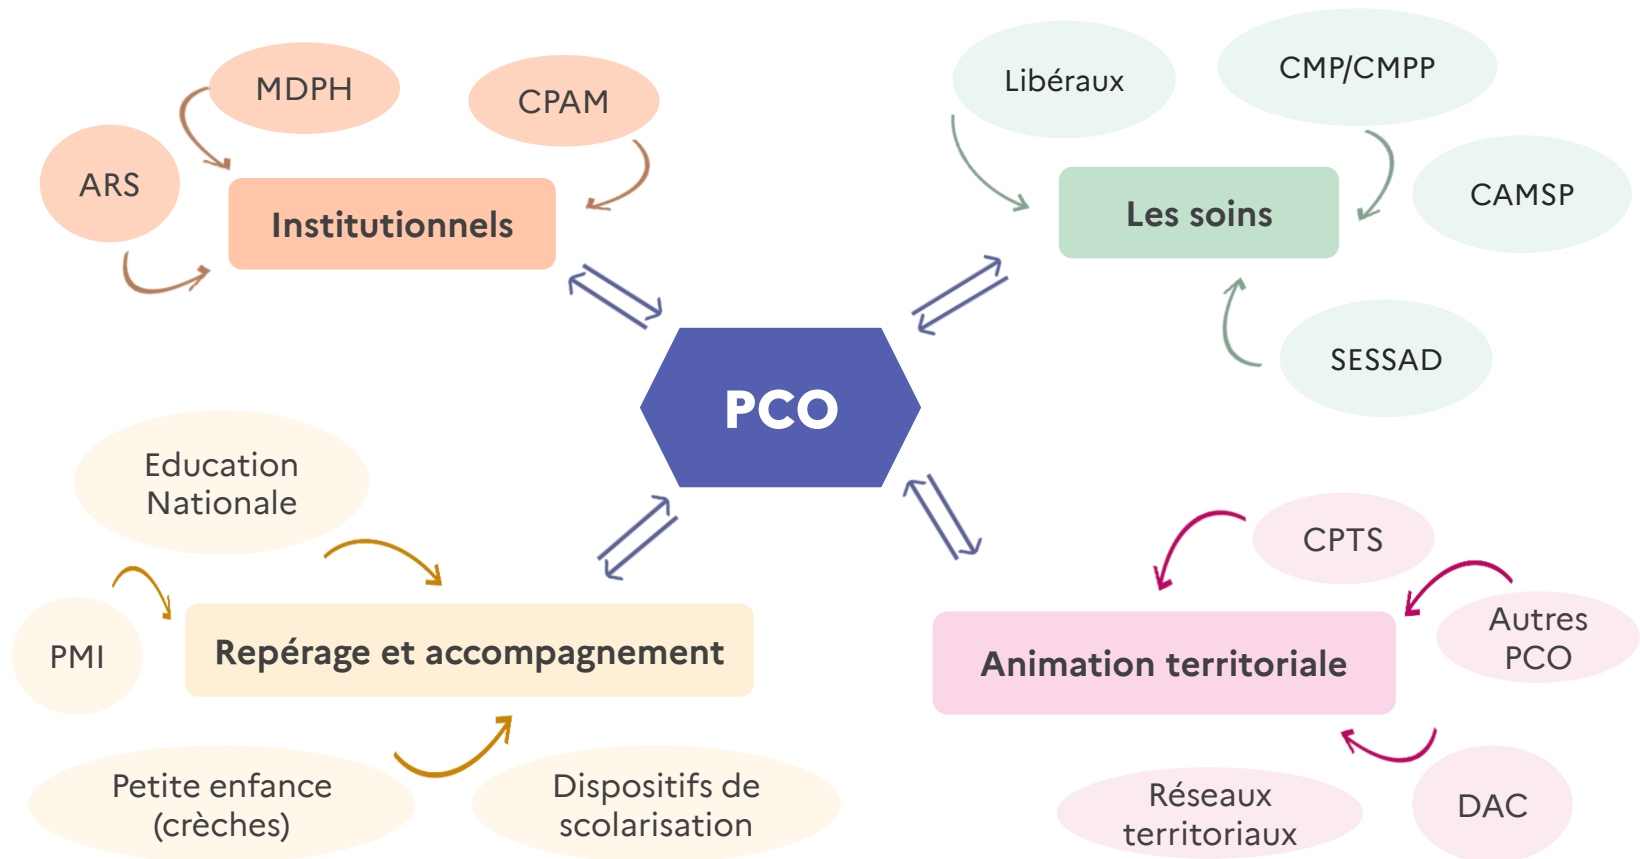 MDPH
CPAM
ARS
Institutionnels
Libéraux
CMP/CMPP
CAMSP
Les soins
SESSAD
PCO
Education
Nationale
PMI
Repérage et accompagnement
Petite enfance
(crèches)
Dispositifs de
scolarisation
CPTS
Autres
PCO
Animation territoriale
Réseaux
territoriaux
DAC